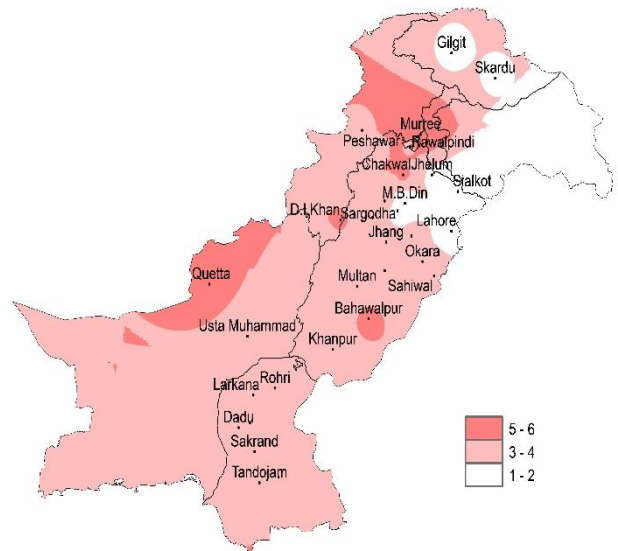 Gilgit
Skardu
Murree
Peshawar
Rawalpindi
Chakwal
Jhelum
Sialkot
M.B.Din
D.I.Khan
Sargodha
Lahore
Jhang
Okara
Quetta
Multan
Sahiwal
Bahawalpur
Usta Muhammad
Khanpur
Larkana
Rohri
Dadu
Sakrand
Tandojam
5 - 6
3 - 4
1 - 2